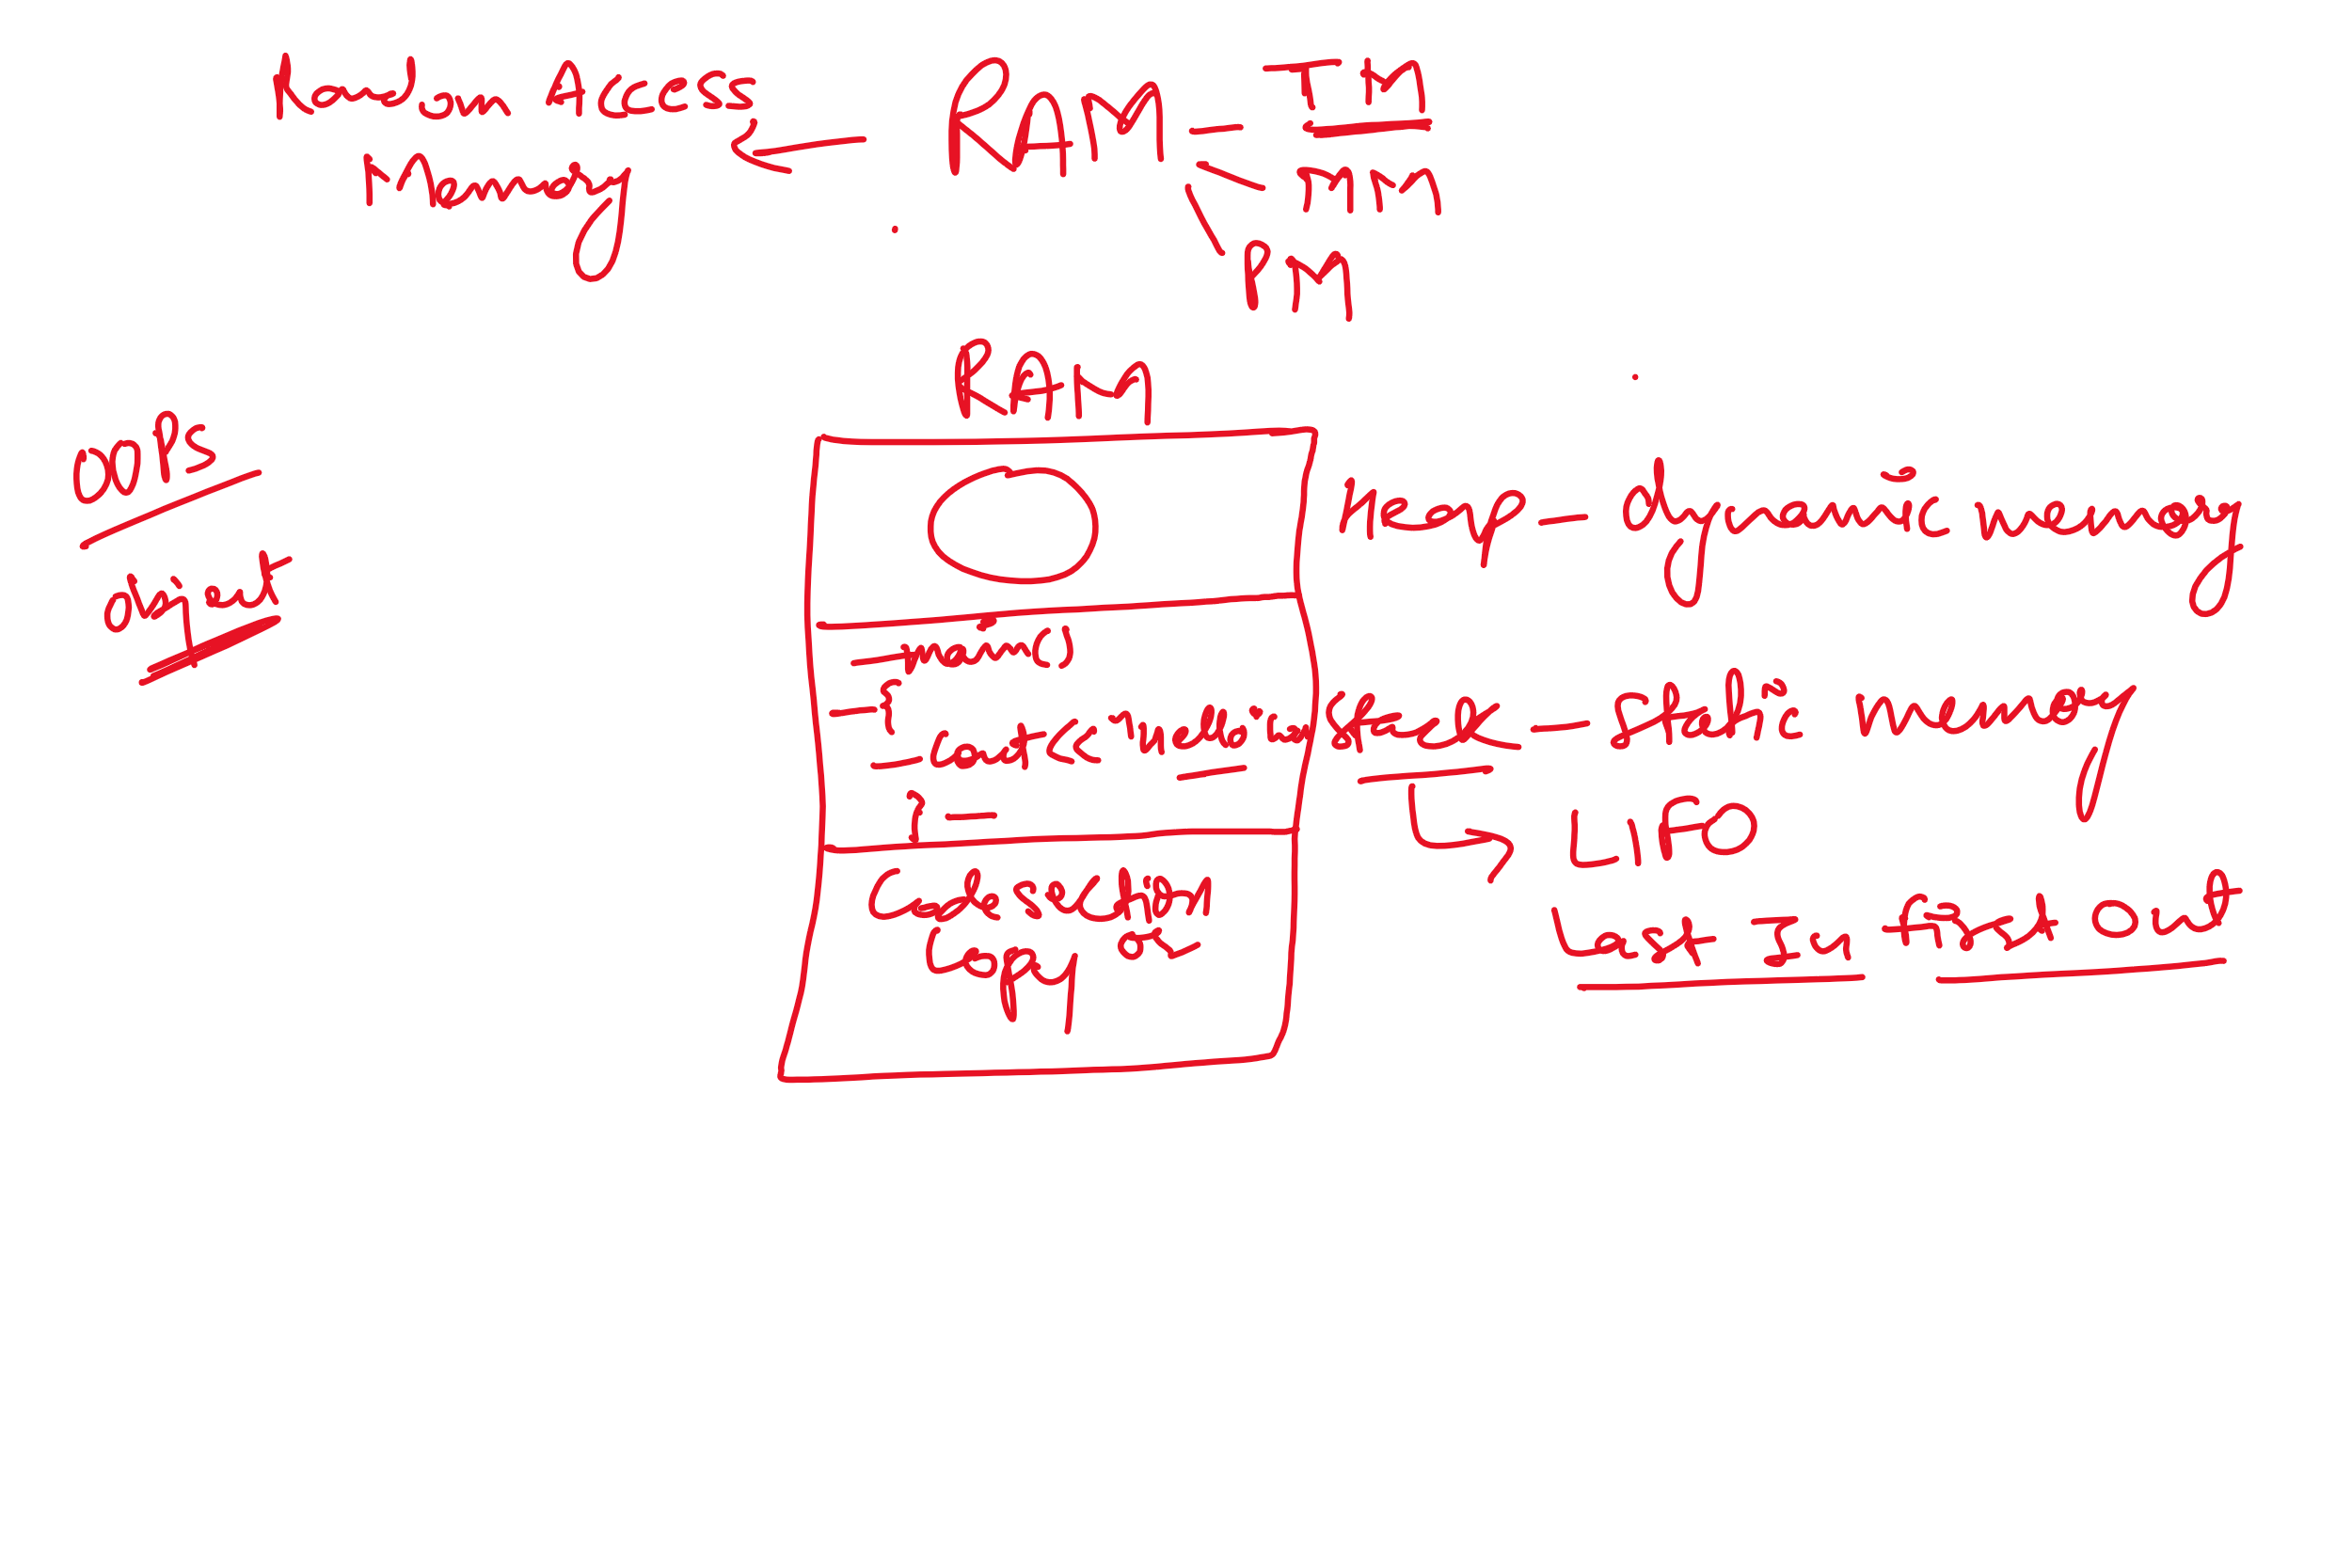 Random Access
Memory
RAM - TM
MM
PM
RAM
OOPs
object
Heap - dynamic memory
main()
{
cout << "Hello";
}
Stack - static memory
LIFO
Last In First Out
Code section
Copy or